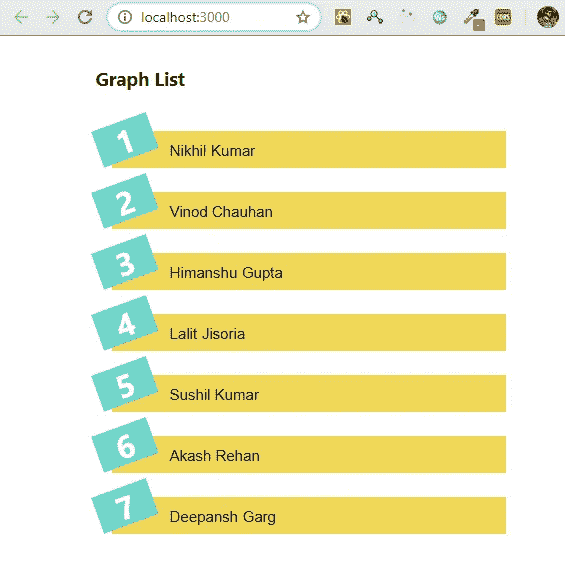 localhost:3000
Graph List
1 Nikhil Kumar
2 Vinod Chauhan
3 Himanshu Gupta
4 Lalit Jisoria
5 Sushil Kumar
6 Akash Rehan
7 Deepansh Garg